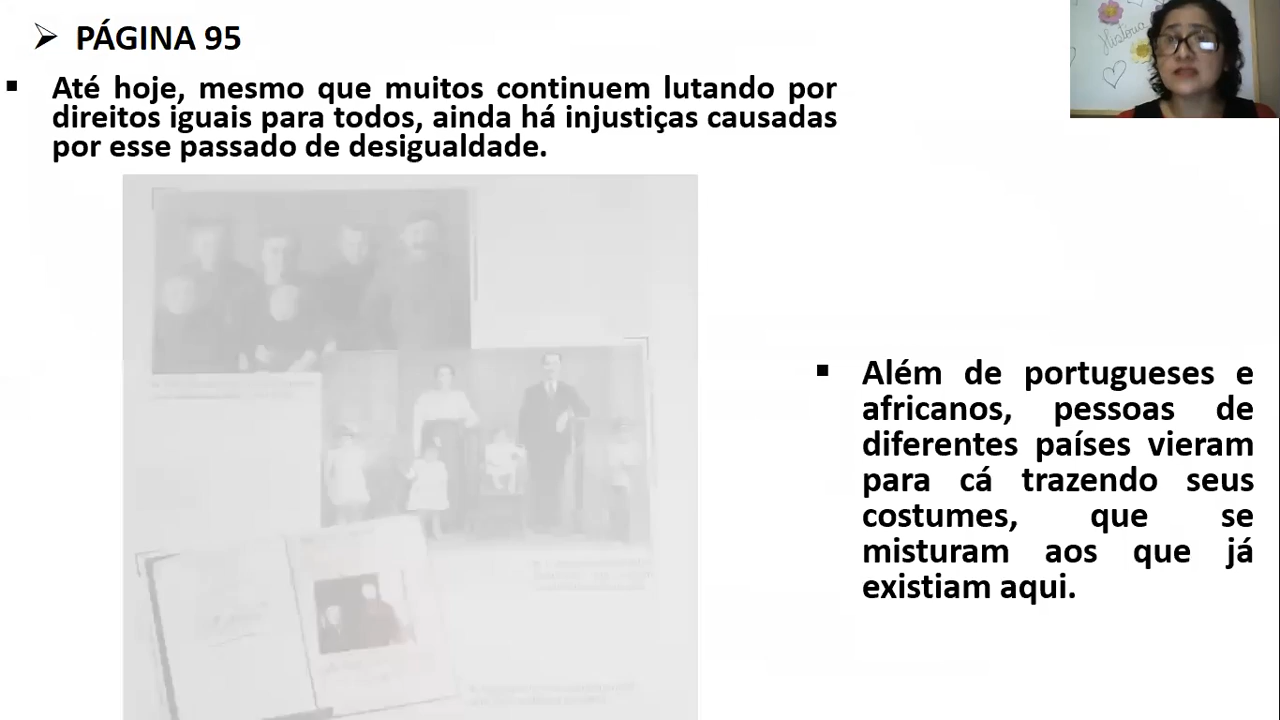 PÁGINA 95
Até hoje, mesmo que muitos continuem lutando por
direitos iguais para todos, ainda há injustiças causadas
por esse passado de desigualdade.
História
Além de portugueses e
africanos, pessoas de
diferentes países vieram
para cá trazendo seus
costumes, que se
misturam aos que já
existiam aqui.